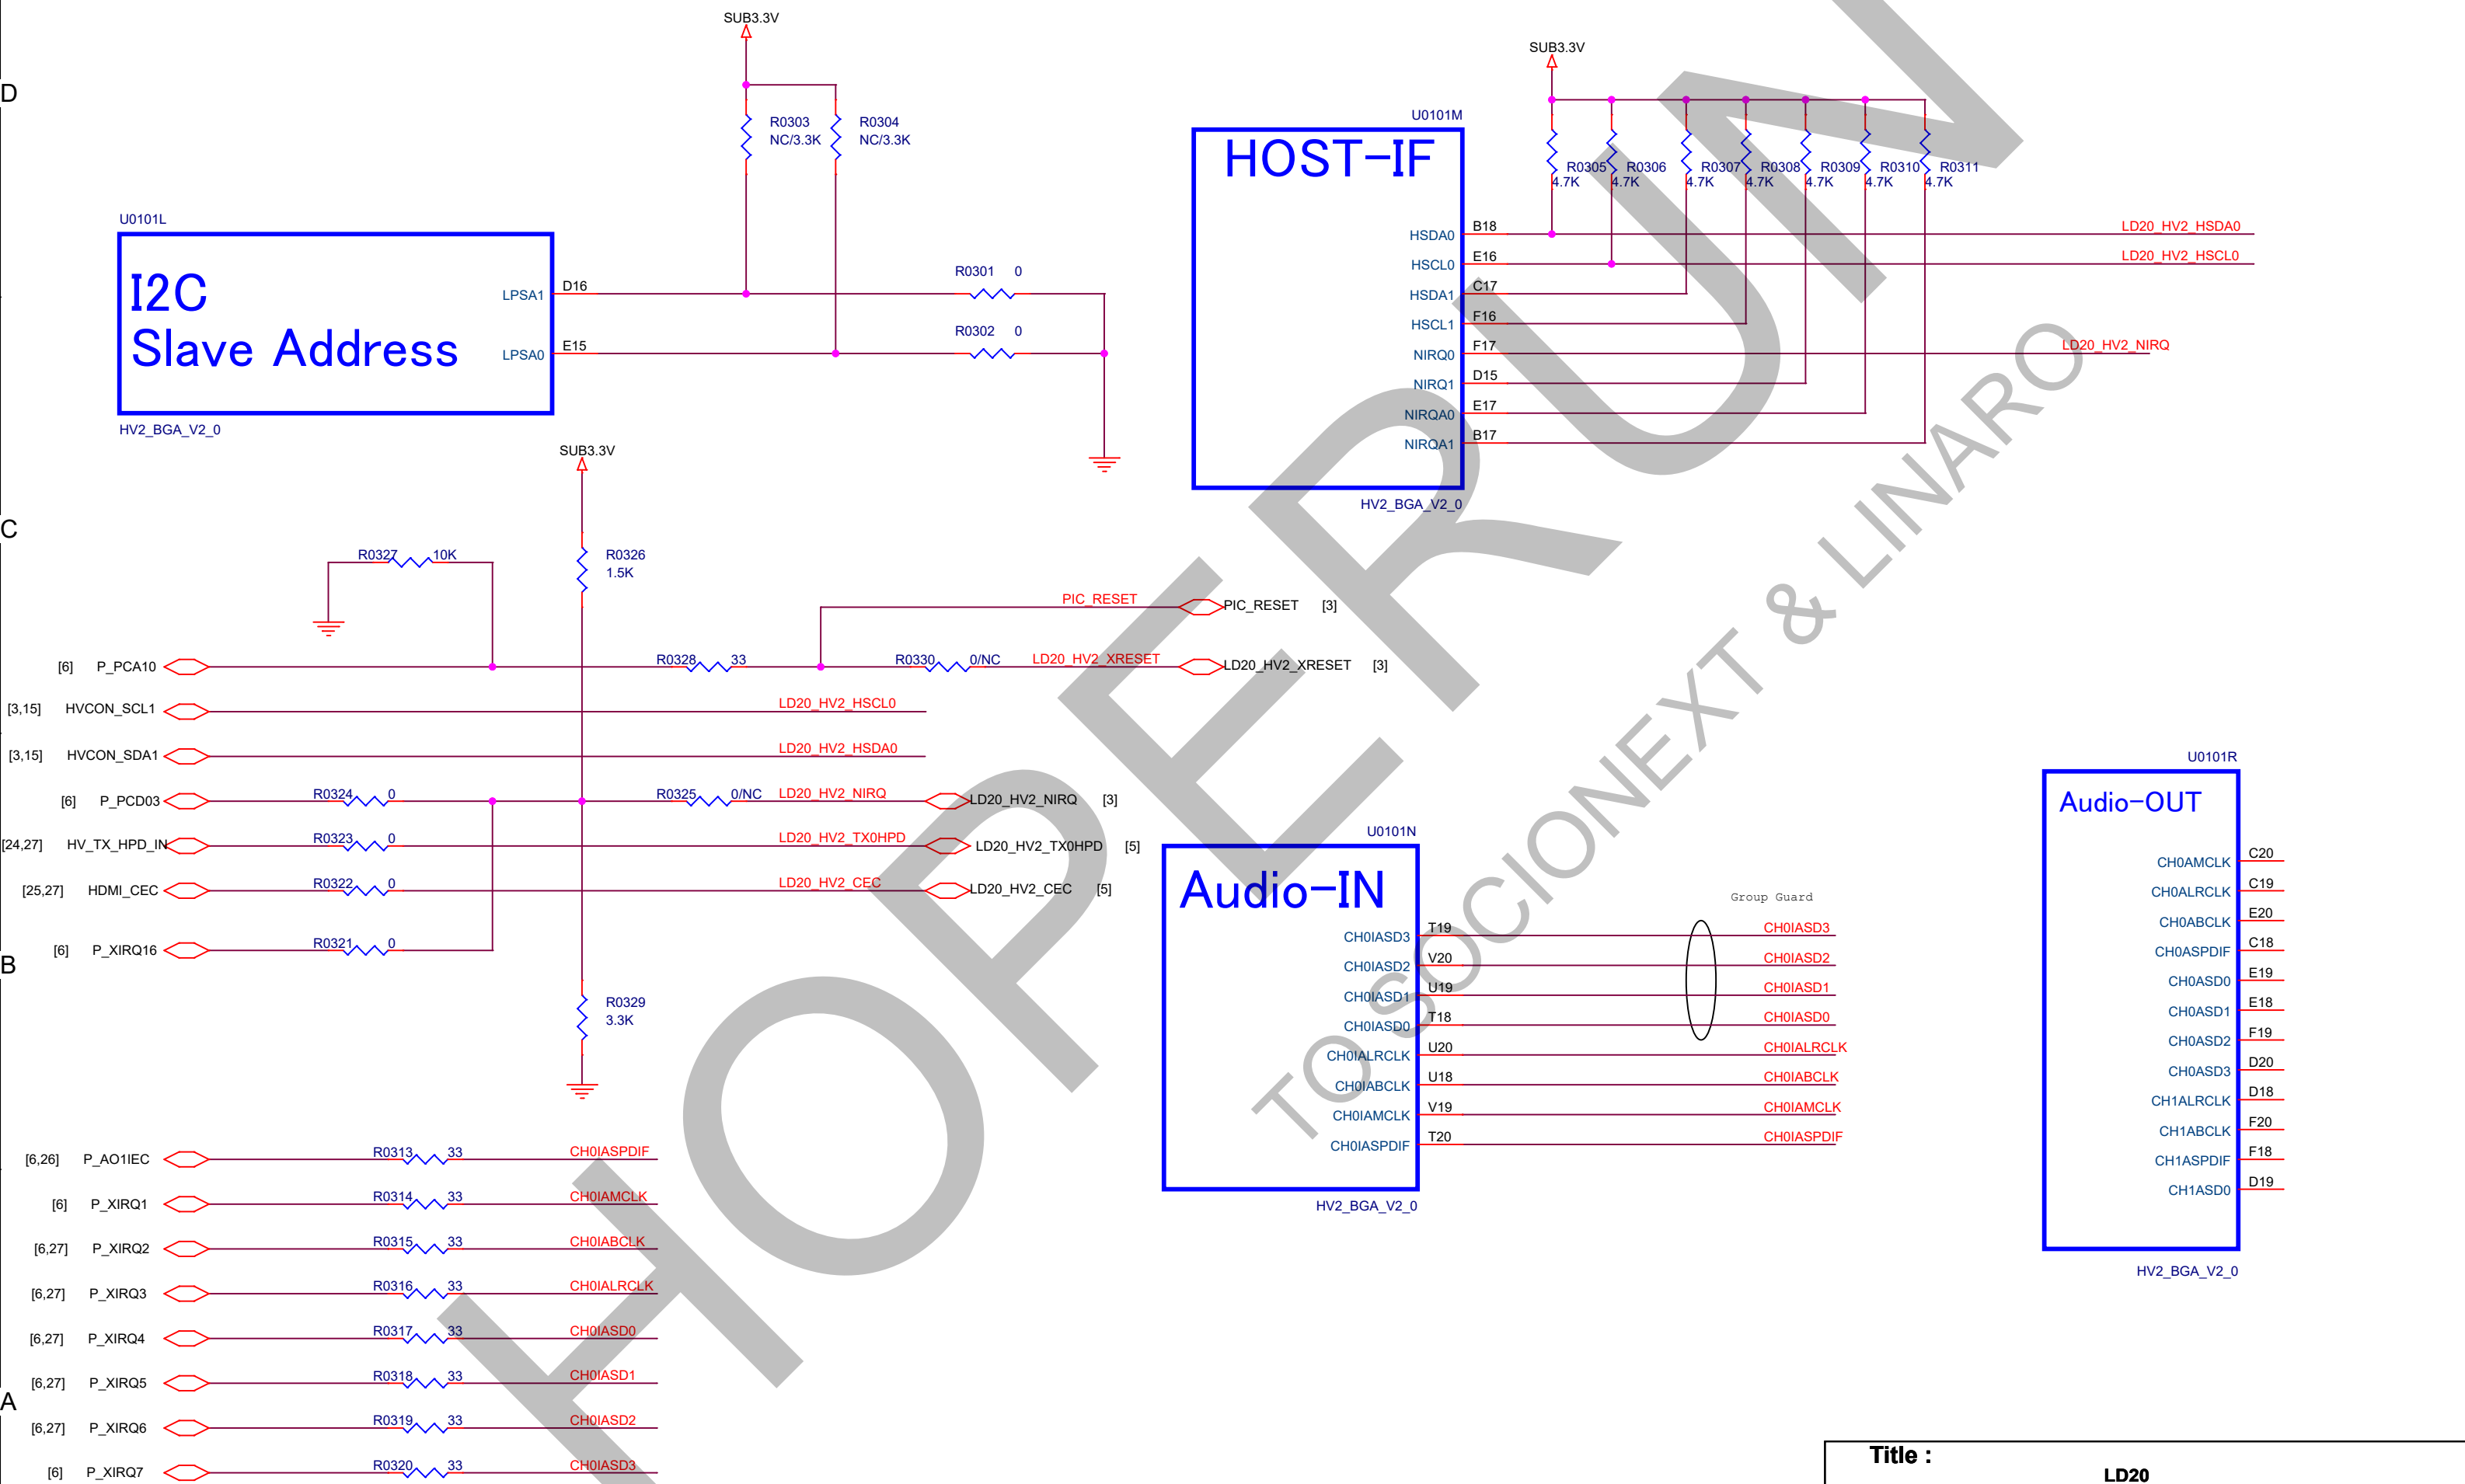 SUB3.3V
SUB3.3V
D
R0303
NC/3.3K
R0304
NC/3.3K
U0101M
HOST-IF
R0305
4.7K
R0306
4.7K
R0307
4.7K
R0308
4.7K
R0309
4.7K
R0310
4.7K
R0311
4.7K
U0101L
I2C
Slave Address
LPSA1 D16
LPSA0 E15
R0301 0
R0302 0
HV2_BGA_V2_0
HSDA0 B18 LD20_HV2_HSDA0
HSCL0 E16 LD20_HV2_HSCL0
HSDA1 C17
HSCL1 F16
NIRQ0 F17 LD20_HV2_NIRQ
NIRQ1 D15
NIRQA0 E17
NIRQA1 B17
HV2_BGA_V2_0
SUB3.3V
C
R0327 10K
R0326
1.5K
PIC_RESET PIC_RESET [3]
[6] P_PCA10 R0328 33 R0330 0/NC LD20_HV2_XRESET LD20_HV2_XRESET [3]
[3,15] HVCON_SCL1 LD20_HV2_HSCL0
[3,15] HVCON_SDA1 LD20_HV2_HSDA0
[6] P_PCD03 R0324 0 R0325 0/NC LD20_HV2_NIRQ LD20_HV2_NIRQ [3]
[24,27] HV_TX_HPD_IN R0323 0 LD20_HV2_TX0HPD LD20_HV2_TX0HPD [5]
[25,27] HDMI_CEC R0322 0 LD20_HV2_CEC LD20_HV2_CEC [5]
[6] P_XIRQ16 R0321 0
B
R0329
3.3K
U0101N
Audio-IN
Group Guard
CH0IASD3 T19 CH0IASD3
CH0IASD2 V20 CH0IASD2
CH0IASD1 U19 CH0IASD1
CH0IASD0 T18 CH0IASD0
CH0IALRCLK U20 CH0IALRCLK
CH0IABCLK U18 CH0IABCLK
CH0IAMCLK V19 CH0IAMCLK
CH0IASPDIF T20 CH0IASPDIF
HV2_BGA_V2_0
U0101R
Audio-OUT
CH0AMCLK C20
CH0ALRCLK C19
CH0ABCLK E20
CH0ASPDIF C18
CH0ASD0 E19
CH0ASD1 E18
CH0ASD2 F19
CH0ASD3 D20
CH1ALRCLK D18
CH1ABCLK F20
CH1ASPDIF F18
CH1ASD0 D19
HV2_BGA_V2_0
[6,26] P_AO1IEC R0313 33 CH0IASPDIF
[6] P_XIRQ1 R0314 33 CH0IAMCLK
[6,27] P_XIRQ2 R0315 33 CH0IABCLK
[6,27] P_XIRQ3 R0316 33 CH0IALRCLK
[6,27] P_XIRQ4 R0317 33 CH0IASD0
[6,27] P_XIRQ5 R0318 33 CH0IASD1
A
[6,27] P_XIRQ6 R0319 33 CH0IASD2
[6] P_XIRQ7 R0320 33 CH0IASD3
HOPERUN
TO SOCIONEXT & LINARO
Title :
LD20